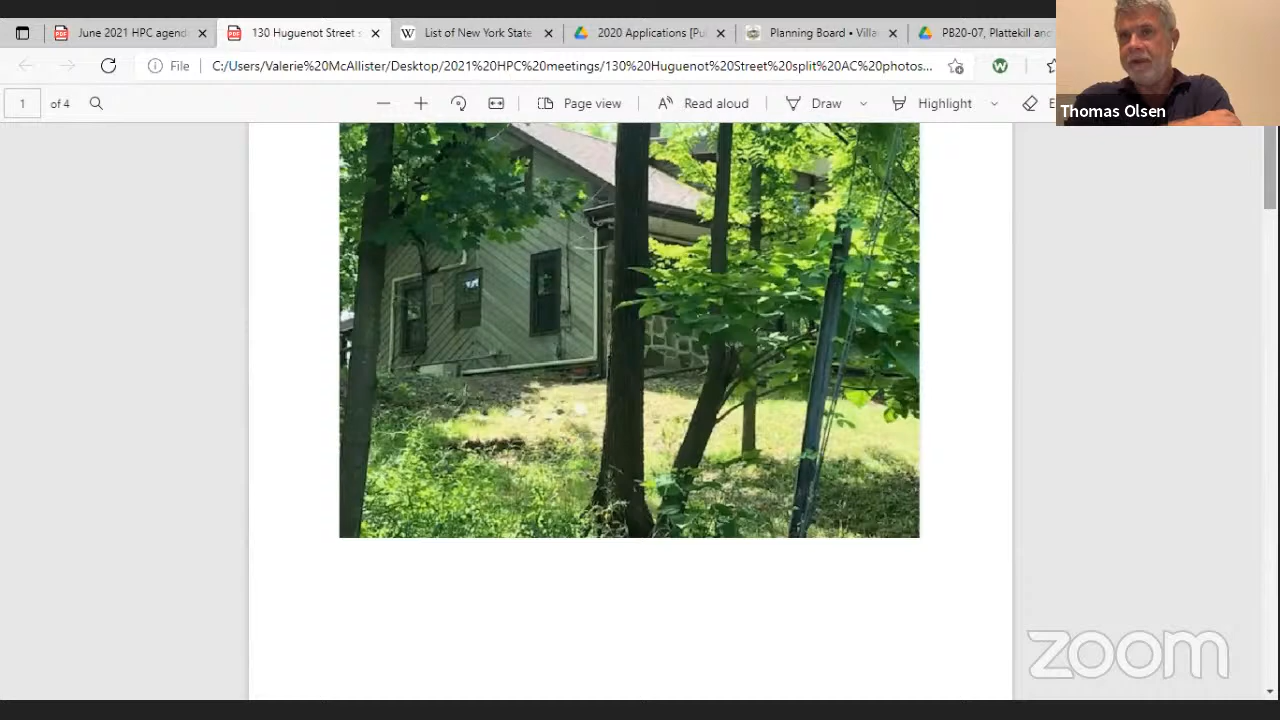 June 2021 HPC agend
130 Huguenot Street s
W List of New York State
2020 Applications [Pu
Planning Board • Villa
PB20-07, Plattekill and
File C:/Users/Valerie%20McAllister/Desktop/2021%20HPC%20meetings/130%20Huguenot%20Street%20split%20AC%20photos...
1 of 4
Page view
Read aloud
Draw
Highlight
E
Thomas Olsen
zoom